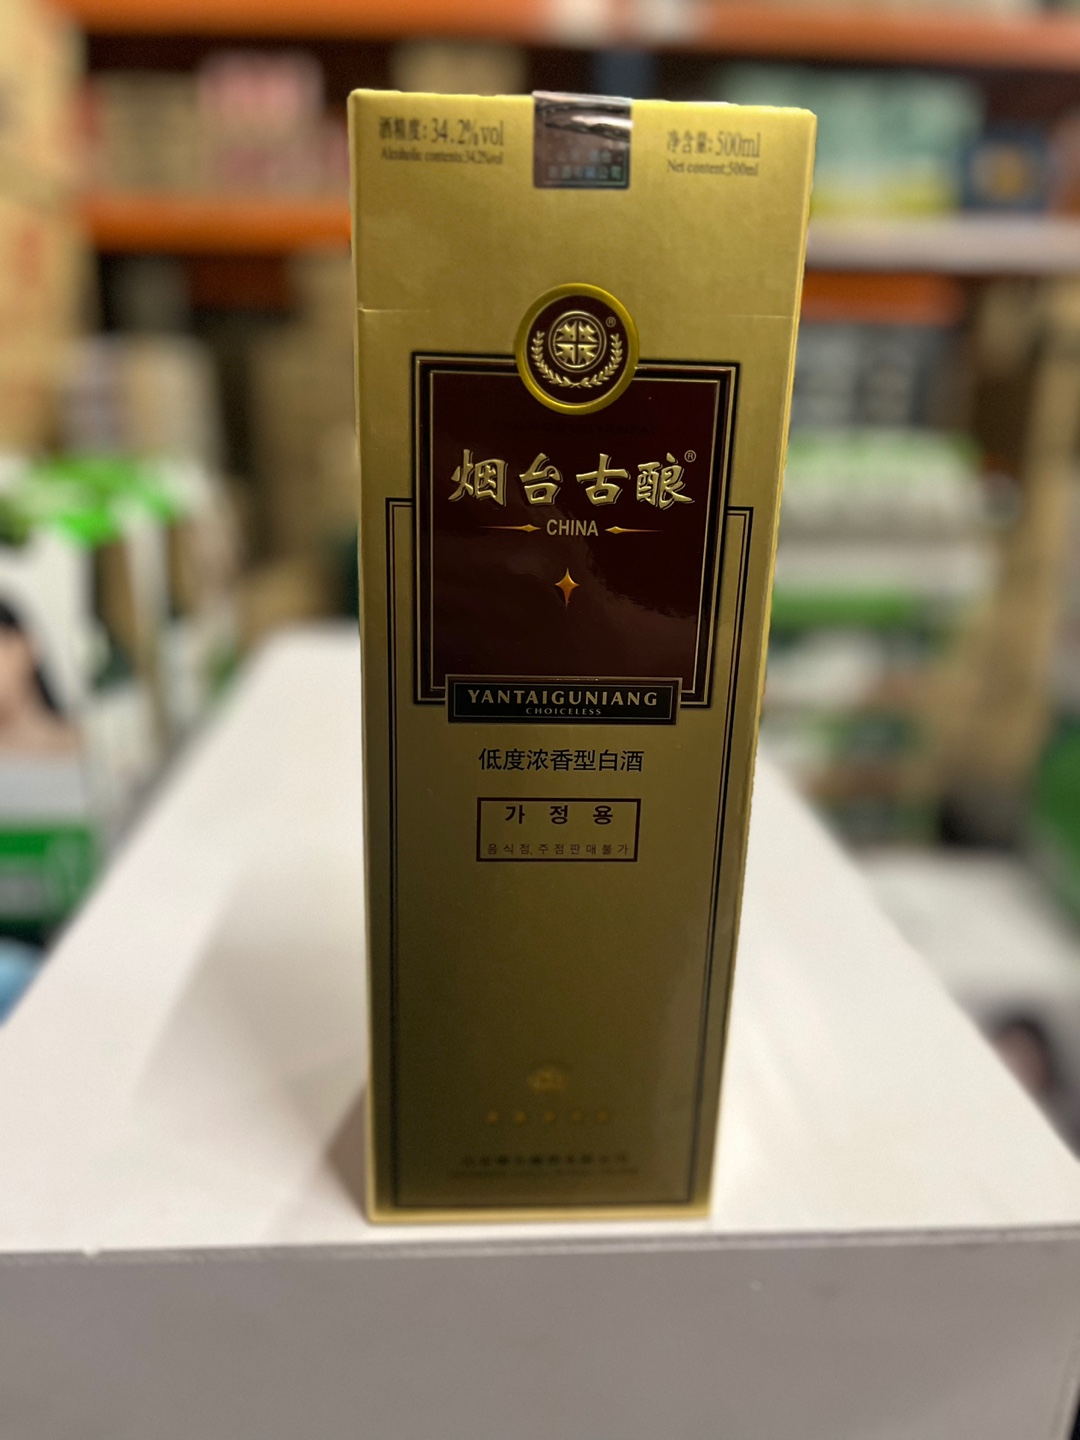 酒精度:34.2%vol
Alcoholic contents:34.2%vol
净含量:500ml
Net content:500ml
®
烟台古酿®
CHINA
YANTAIGUNIANG
CHOICELESS
低度浓香型白酒
가정용
음식점,주점판매불가